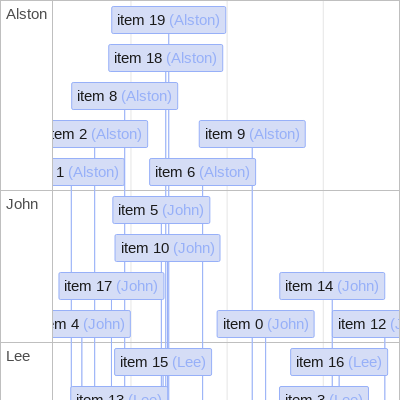 Alston
item 19 (Alston)
item 18 (Alston)
item 8 (Alston)
item 2 (Alston)
item 9 (Alston)
1 (Alston)
item 6 (Alston)
John
item 5 (John)
item 10 (John)
item 17 (John)
item 14 (John)
item 4 (John)
item 0 (John)
item 12 (J
Lee
item 15 (Lee)
item 16 (Lee)
item 13 (Lee)
item 3 (Lee)